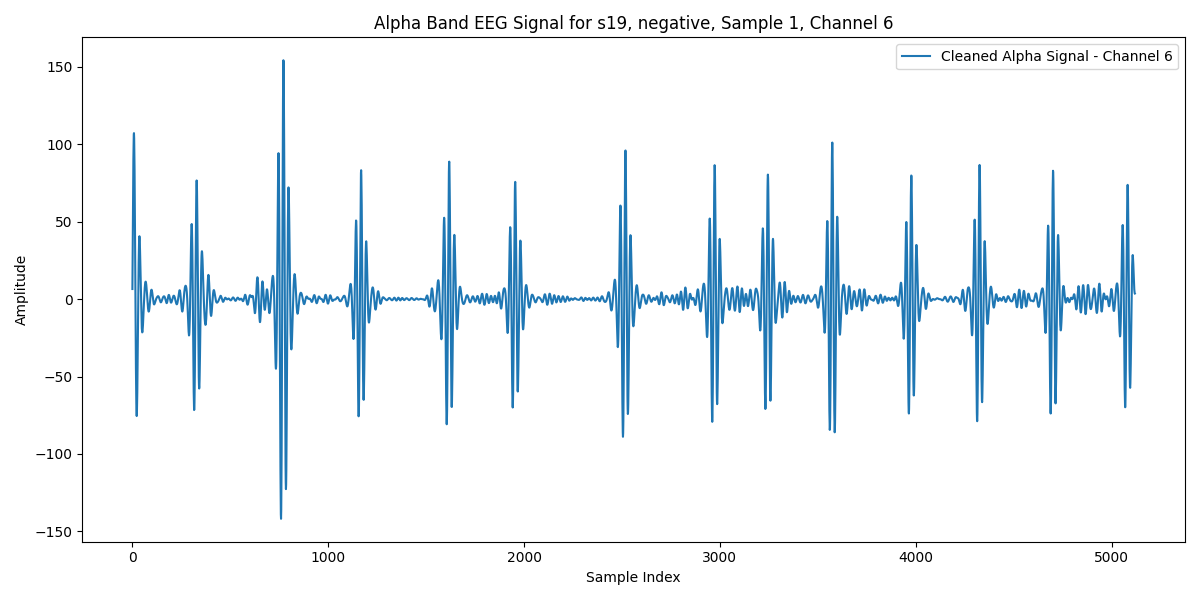 Alpha Band EEG Signal for s19, negative, Sample 1, Channel 6
Cleaned Alpha Signal - Channel 6
Amplitude
150
100
50
0
−50
−100
−150
0 1000 2000 3000 4000 5000
Sample Index